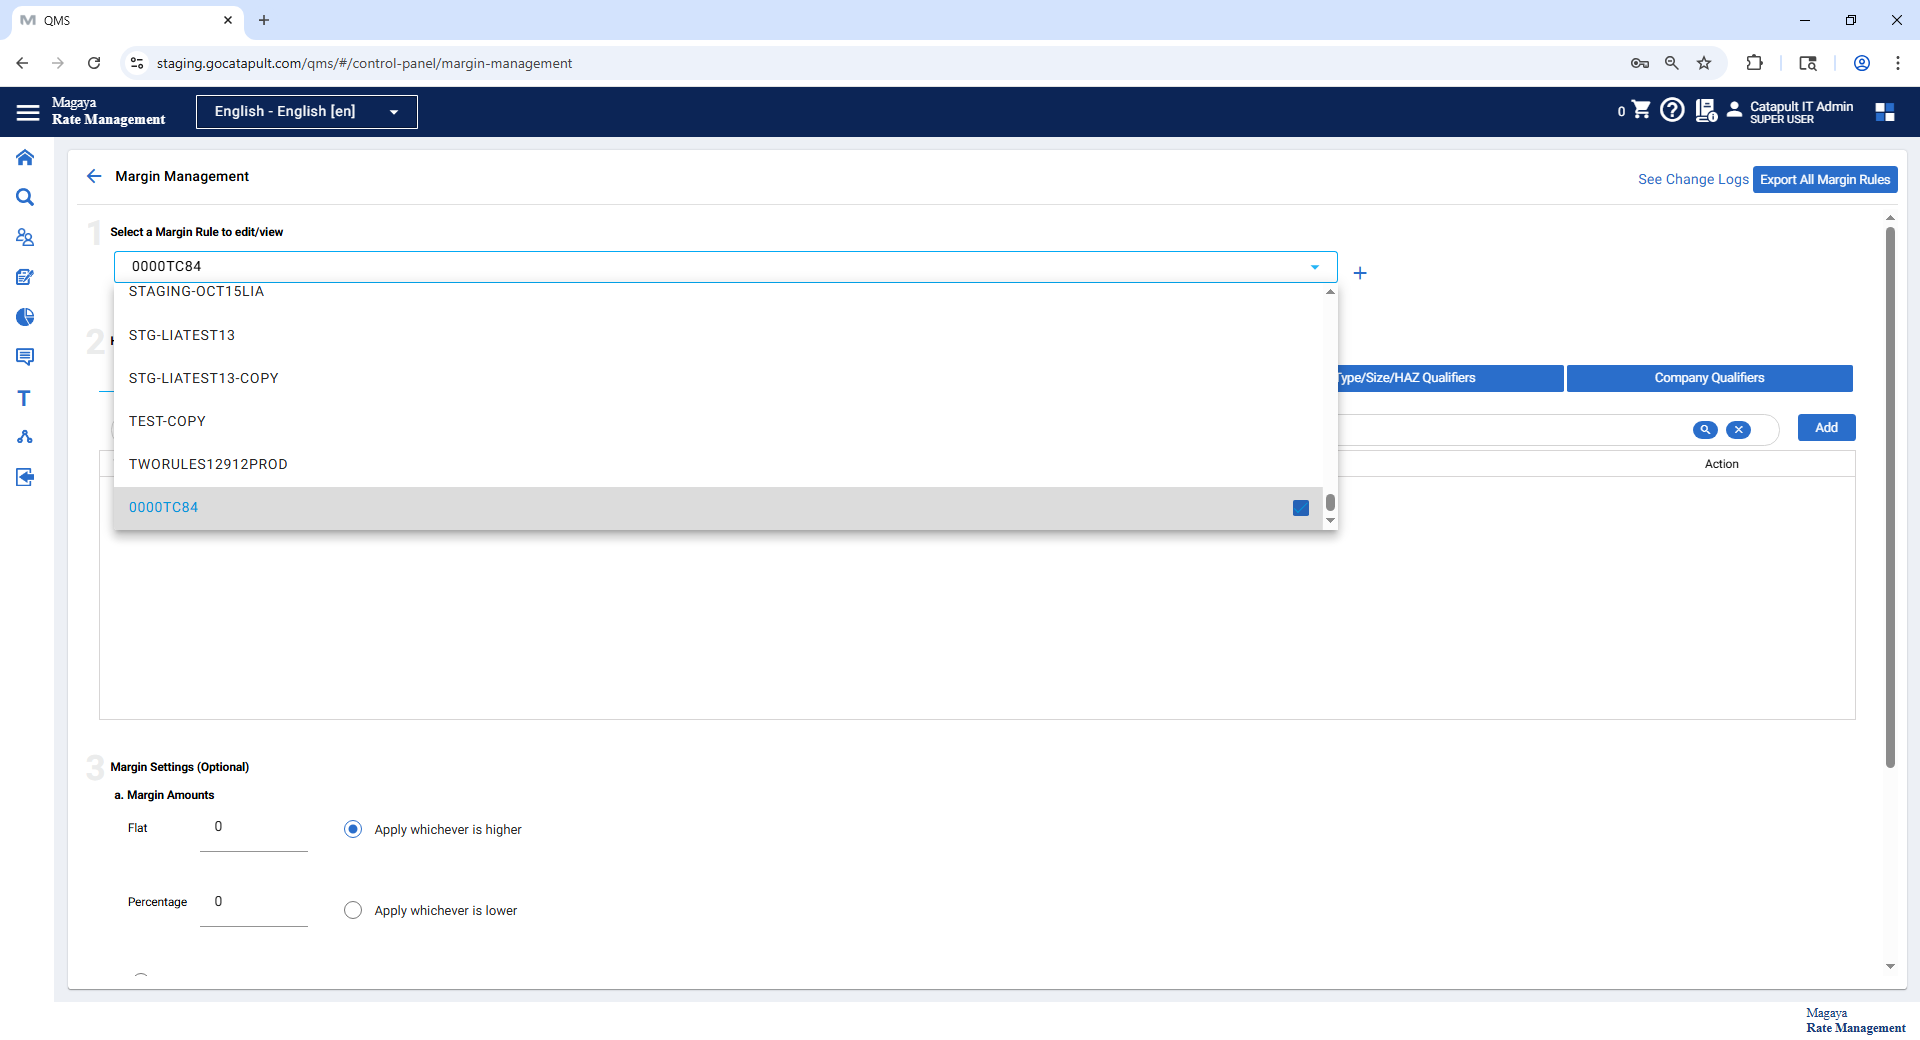 QMS
staging.gocatapult.com/qms/#/control-panel/margin-management
Magaya
Rate Management
English - English [en]
0
Catapult IT Admin
SUPER USER
Margin Management
See Change Logs
Export All Margin Rules
1
Select a Margin Rule to edit/view
0000TC84
STAGING-OCT15LIA
STG-LIATEST13
2
STG-LIATEST13-COPY
Type/Size/HAZ Qualifiers
Company Qualifiers
TEST-COPY
Add
TWORULES12912PROD
Action
0000TC84
3
Margin Settings (Optional)
a. Margin Amounts
Flat
0
Apply whichever is higher
Percentage
0
Apply whichever is lower
Magaya
Rate Management